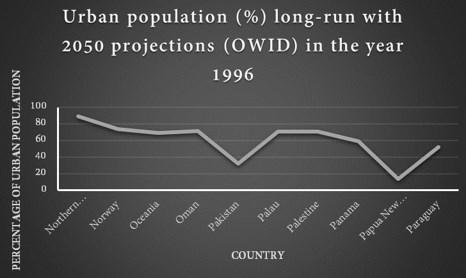 Urban population (%) long-run with
2050 projections (OWID) in the year
1996
PERCENTAGE OF URBAN POPULATION
100
80
60
40
20
0
Northern...
Norway
Oceania
Oman
Pakistan
Palau
Palestine
Panama
Papua New...
Paraguay
COUNTRY